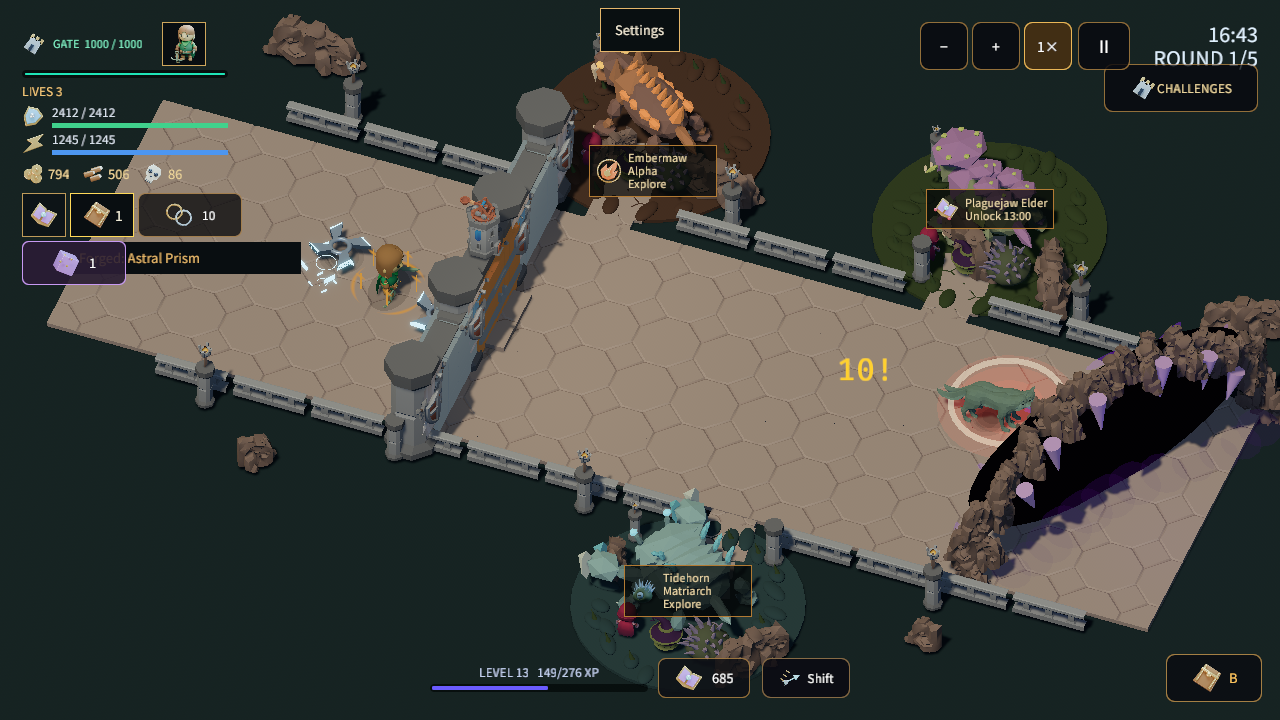 Settings
GATE 1000 / 1000
LIVES 3
2412 / 2412
1245 / 1245
794
506
86
1
10
1
Forged: Astral Prism
−
+
1×
16:43
ROUND 1/5
CHALLENGES
Embermaw
Alpha
Explore
Plaguejaw Elder
Unlock 13:00
10!
Tidehorn
Matriarch
Explore
LEVEL 13 149/276 XP
685
Shift
B